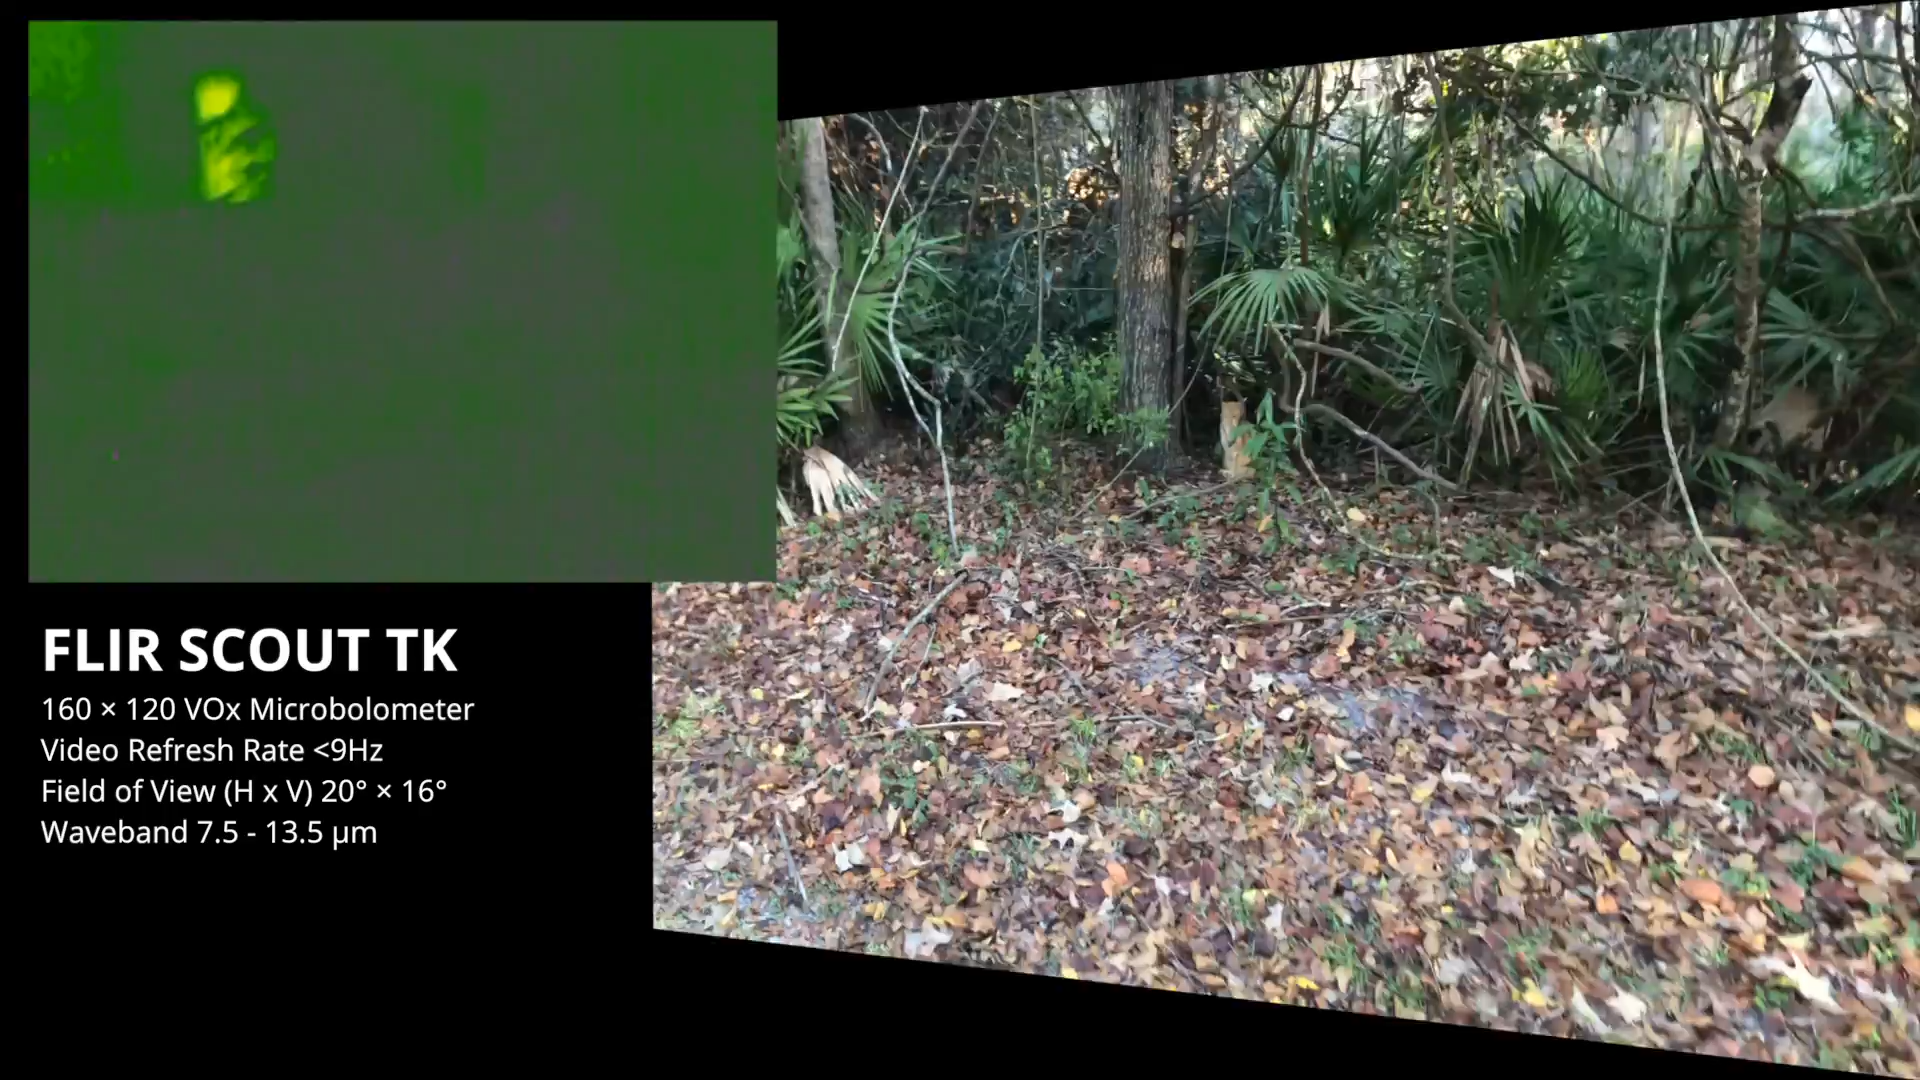 FLIR SCOUT TK
160 × 120 VOx Microbolometer
Video Refresh Rate <9Hz
Field of View (H x V) 20° × 16°
Waveband 7.5 - 13.5 µm